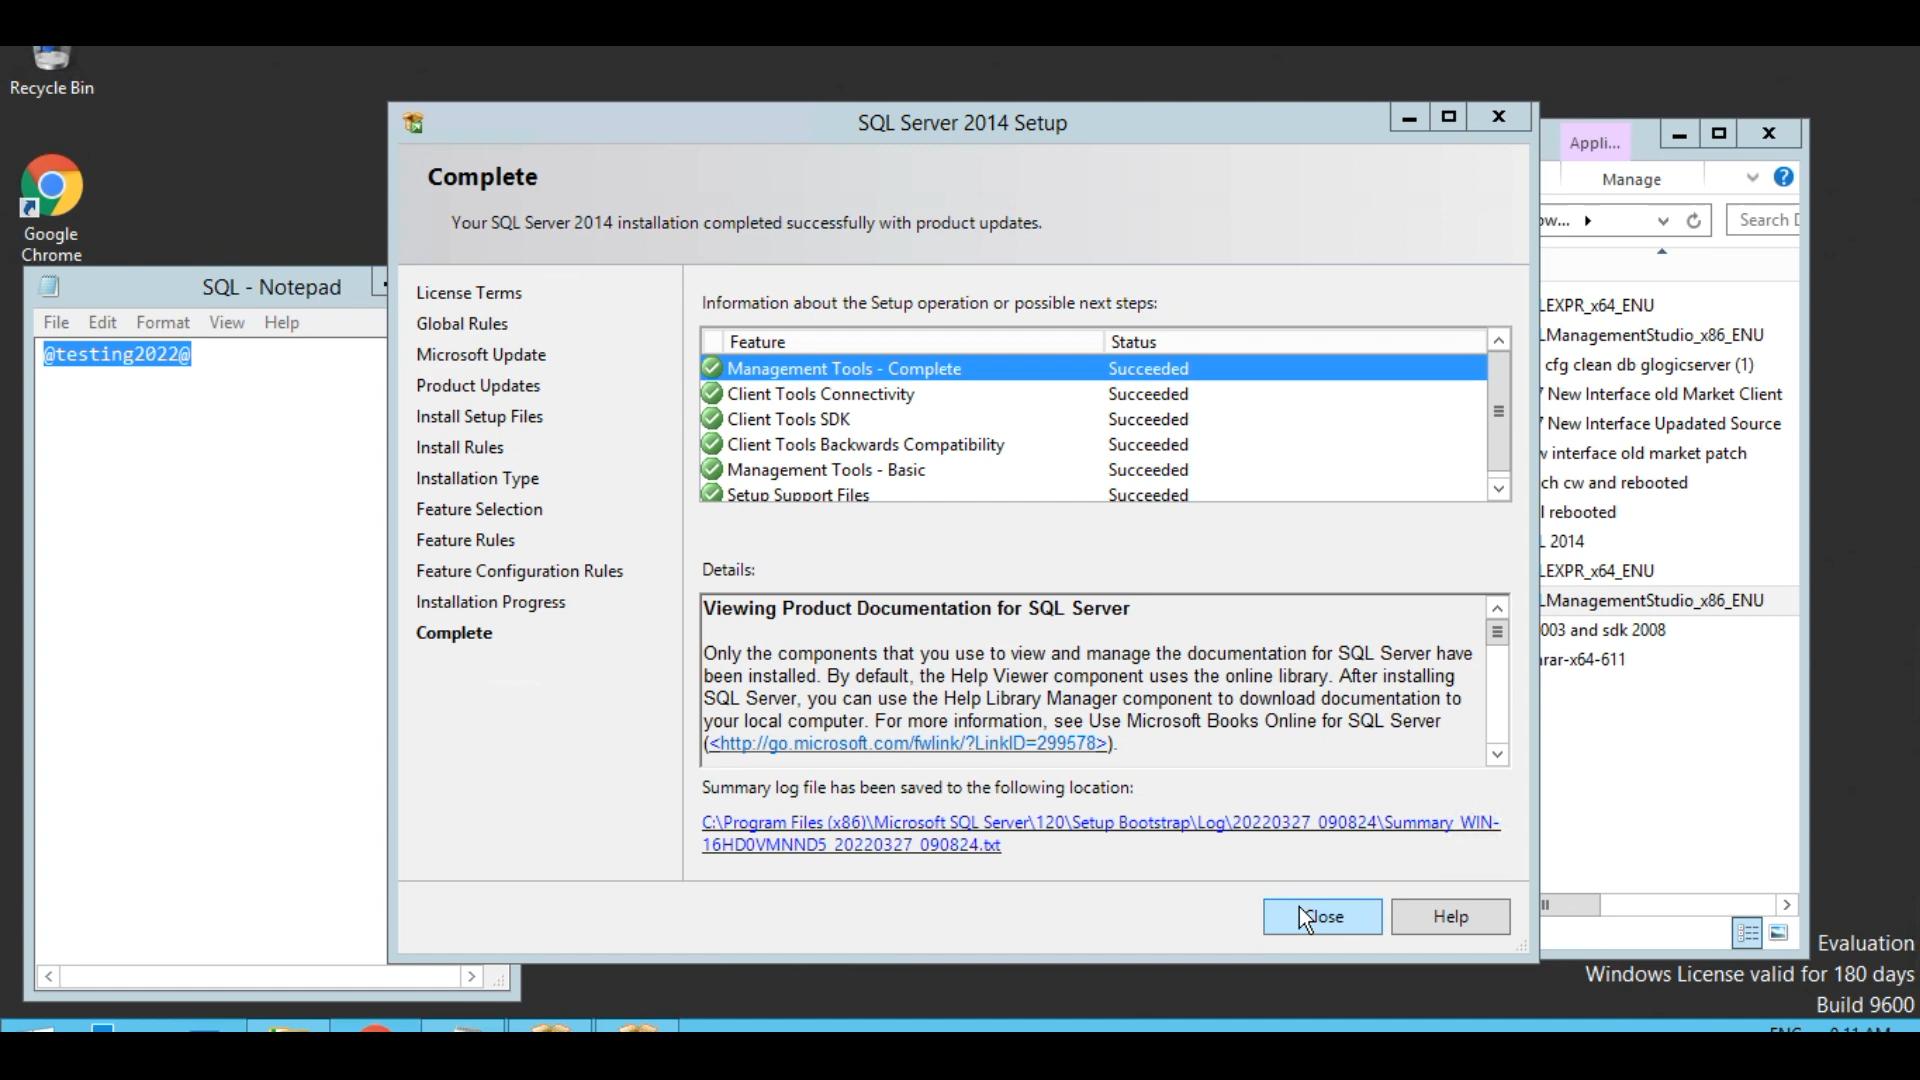 Recycle Bin
Google
Chrome
SQL - Notepad
File Edit Format View Help
@testing2022@
SQL Server 2014 Setup
Complete
Your SQL Server 2014 installation completed successfully with product updates.
License Terms
Global Rules
Microsoft Update
Product Updates
Install Setup Files
Install Rules
Installation Type
Feature Selection
Feature Rules
Feature Configuration Rules
Installation Progress
Complete
Information about the Setup operation or possible next steps:
Feature Status
Management Tools - Complete Succeeded
Client Tools Connectivity Succeeded
Client Tools SDK Succeeded
Client Tools Backwards Compatibility Succeeded
Management Tools - Basic Succeeded
Setup Support Files Succeeded
Details:
Viewing Product Documentation for SQL Server
Only the components that you use to view and manage the documentation for SQL Server have
been installed. By default, the Help Viewer component uses the online library. After installing
SQL Server, you can use the Help Library Manager component to download documentation to
your local computer. For more information, see Use Microsoft Books Online for SQL Server
(<http://go.microsoft.com/fwlink/?LinkID=299578>).
Summary log file has been saved to the following location:
C:\Program Files (x86)\Microsoft SQL Server\120\Setup Bootstrap\Log\20220327_090824\Summary_WIN-
16HD0VMNND5_20220327_090824.txt
Close Help
Appli...
Manage
ow... Search
LEXPR_x64_ENU
LManagementStudio_x86_ENU
cfg clean db glogicserver (1)
7 New Interface old Market Client
7 New Interface Upadated Source
w interface old market patch
ch cw and rebooted
l rebooted
L 2014
LEXPR_x64_ENU
LManagementStudio_x86_ENU
003 and sdk 2008
rar-x64-611
Evaluation
Windows License valid for 180 days
Build 9600